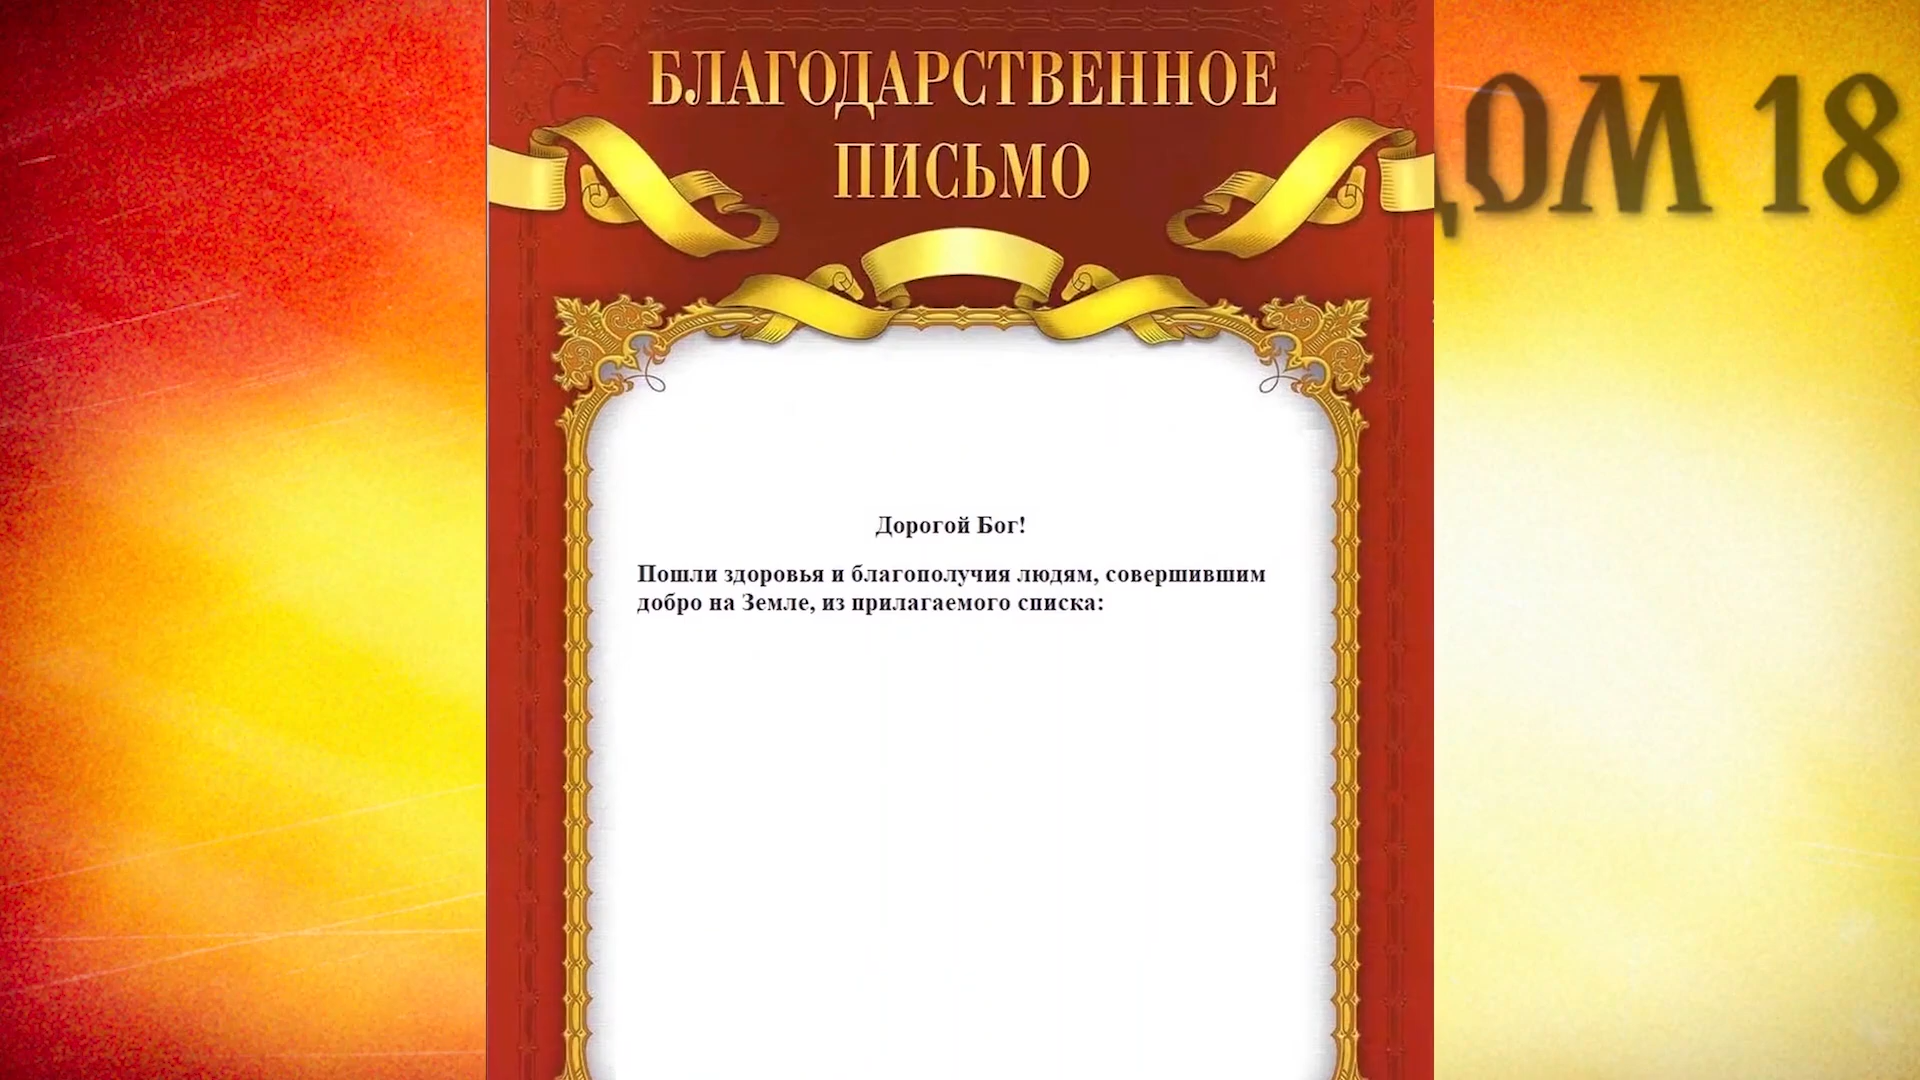 БЛАГОДАРСТВЕННОЕ
ПИСЬМО
ДОМ 18
Дорогой Бог!
Пошли здоровья и благополучия людям, совершившим
добро на Земле, из прилагаемого списка: